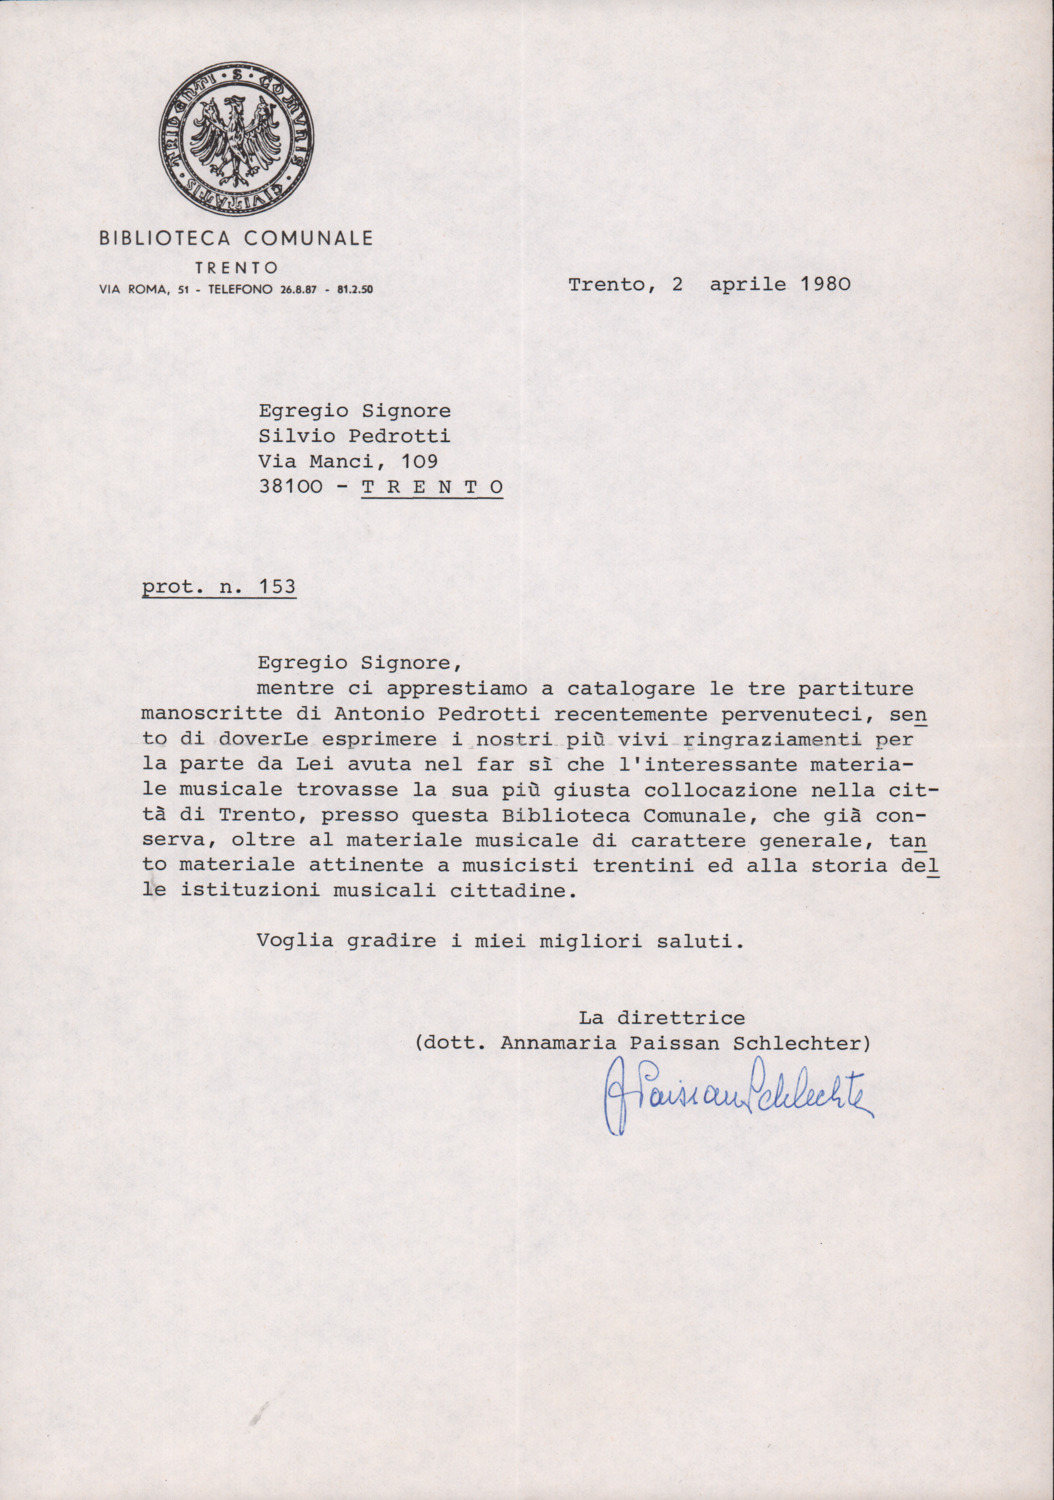 · S · COMVNIS · CIVITATIS · TRIDENTI
BIBLIOTECA COMUNALE
TRENTO
VIA ROMA, 51 - TELEFONO 26.8.87 - 81.2.50
Trento, 2 aprile 1980
Egregio Signore
Silvio Pedrotti
Via Manci, 109
38100 - T R E N T O
prot. n. 153
Egregio Signore,
mentre ci apprestiamo a catalogare le tre partiture
manoscritte di Antonio Pedrotti recentemente pervenuteci, sen
to di doverLe esprimere i nostri più vivi ringraziamenti per
la parte da Lei avuta nel far sì che l'interessante materia-
le musicale trovasse la sua più giusta collocazione nella cit-
tà di Trento, presso questa Biblioteca Comunale, che già con-
serva, oltre al materiale musicale di carattere generale, tan
to materiale attinente a musicisti trentini ed alla storia del
le istituzioni musicali cittadine.
Voglia gradire i miei migliori saluti.
La direttrice
(dott. Annamaria Paissan Schlechter)
A Paissan Schlechter